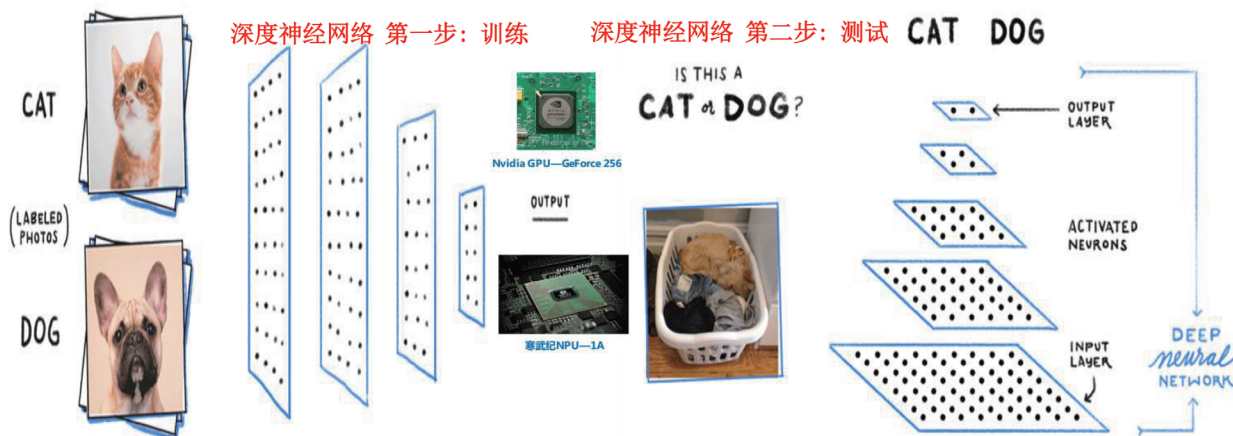 深度神经网络 第一步：训练
CAT
(LABELED
PHOTOS)
DOG
Nvidia GPU—GeForce 256
OUTPUT
寒武纪NPU—1A
深度神经网络 第二步：测试
CAT DOG
IS THIS A
CAT or DOG?
OUTPUT
LAYER
ACTIVATED
NEURONS
INPUT
LAYER
DEEP
neural
NETWORK